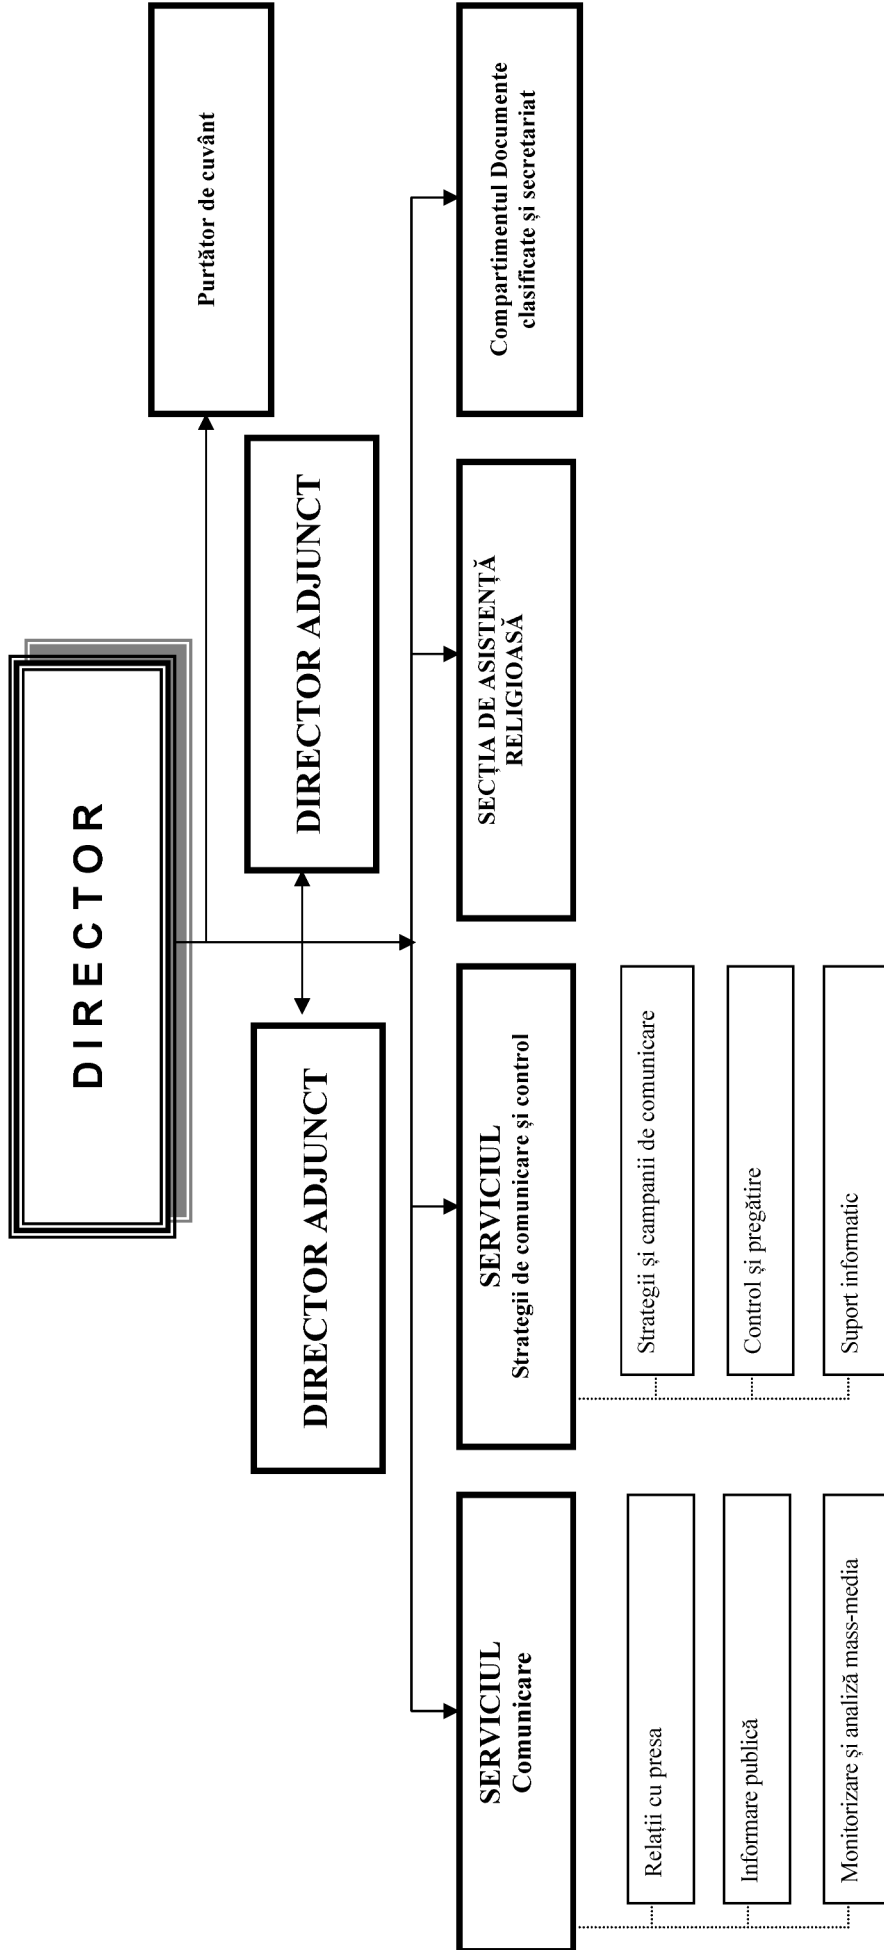 DIRECTOR
Purtător de cuvânt
DIRECTOR ADJUNCT
DIRECTOR ADJUNCT
SERVICIUL
Comunicare
SERVICIUL
Strategii de comunicare și control
SECȚIA DE ASISTENȚĂ
RELIGIOASĂ
Compartimentul Documente
clasificate și secretariat
Relații cu presa
Informare publică
Monitorizare și analiză mass-media
Strategii și campanii de comunicare
Control și pregătire
Suport informatic